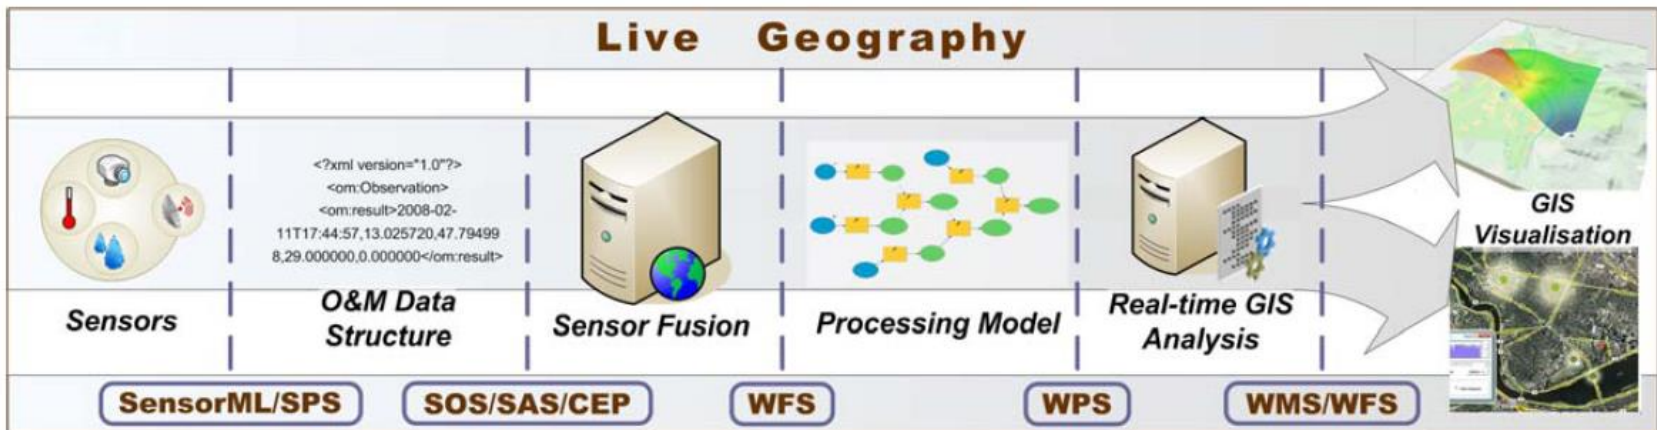 Live Geography
<?xml version="1.0"?>
<om:Observation>
<om:result>2008-02-
11T17:44:57,13.025720,47.79499
8,29.000000,0.000000</om:result>
Sensors
O&M Data
Structure
Sensor Fusion
Processing Model
Real-time GIS
Analysis
GIS
Visualisation
SensorML/SPS
SOS/SAS/CEP
WFS
WPS
WMS/WFS